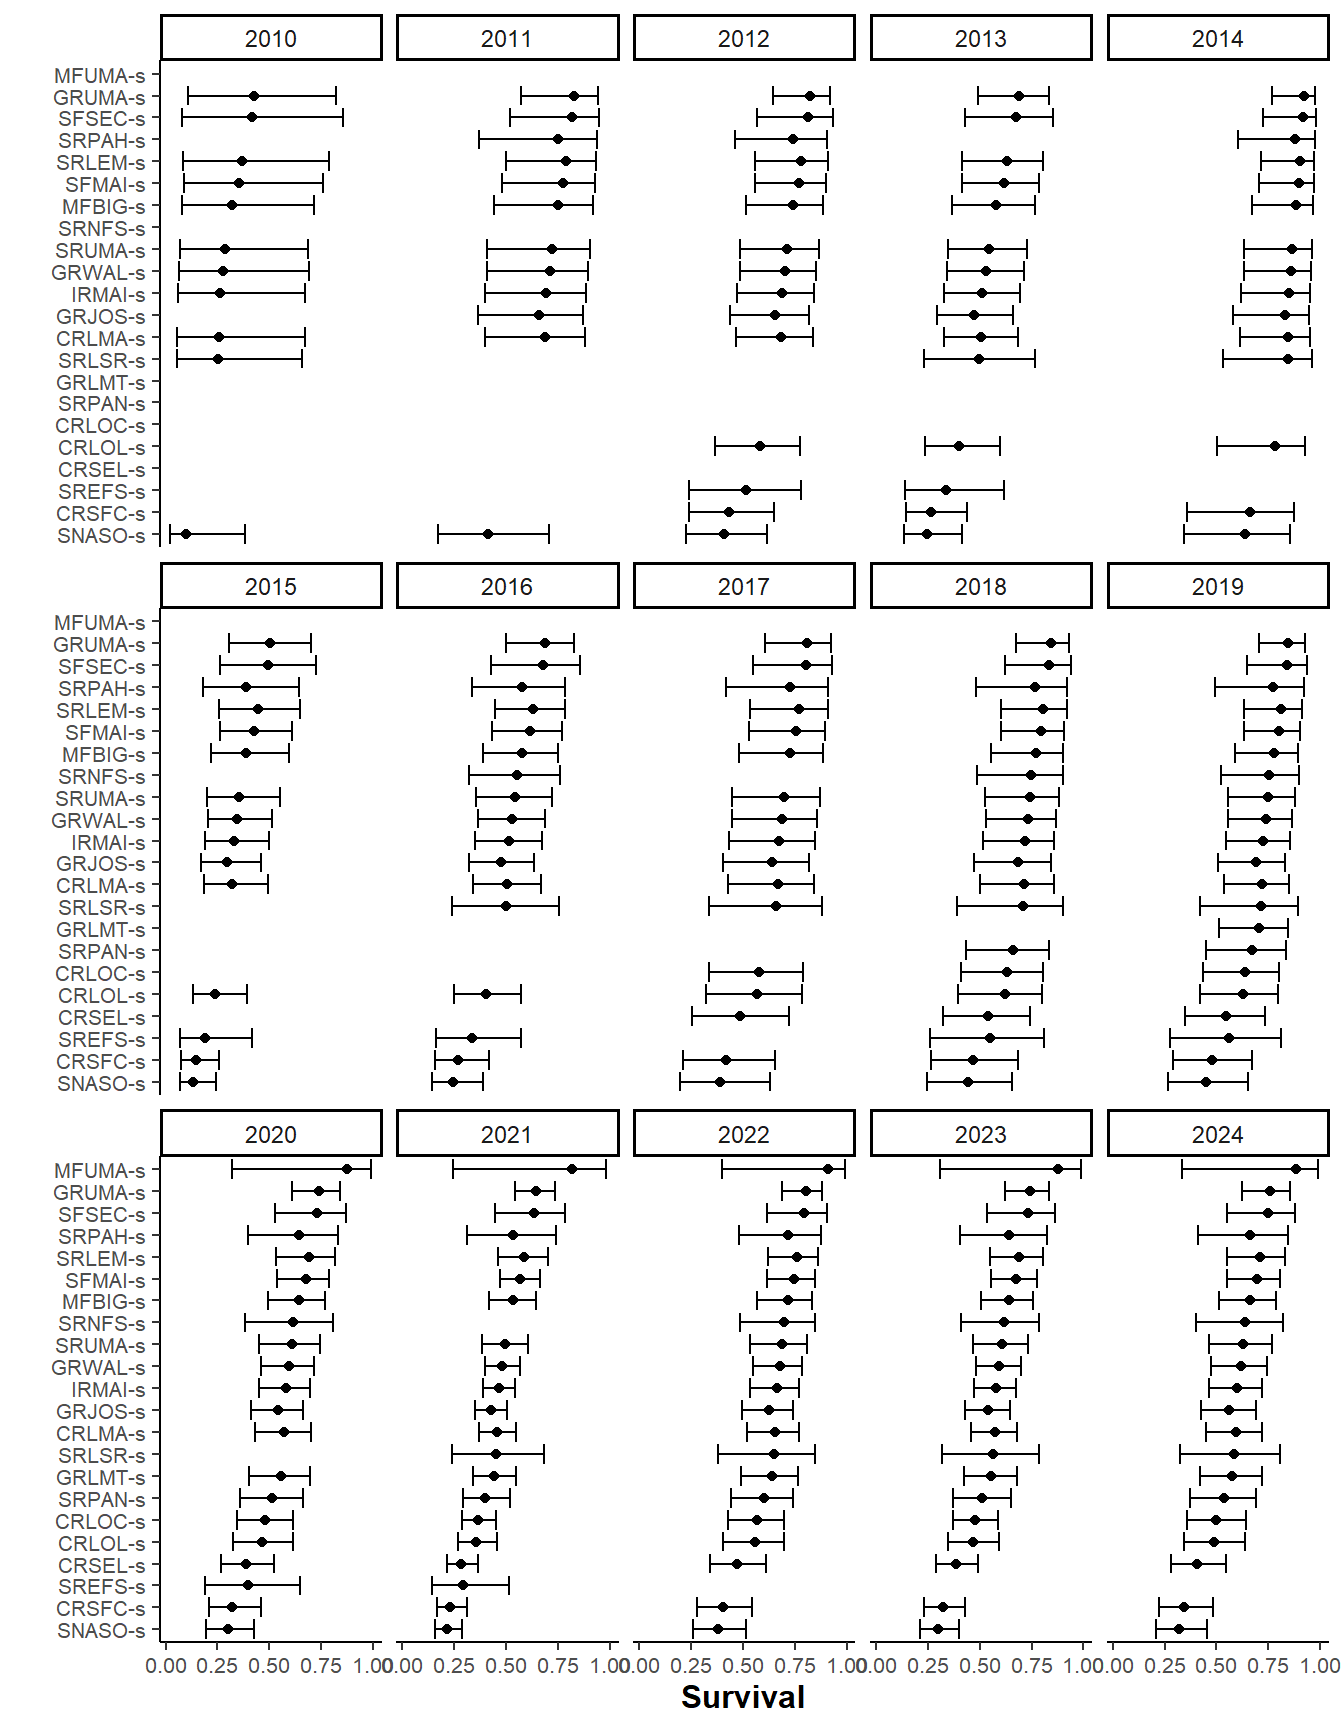 2010 2011 2012 2013 2014
MFUMA-s
GRUMA-s
SFSEC-s
SRPAH-s
SRLEM-s
SFMAI-s
MFBIG-s
SRNFS-s
SRUMA-s
GRWAL-s
IRMAI-s
GRJOS-s
CRLMA-s
SRLSR-s
GRLMT-s
SRPAN-s
CRLOC-s
CRLOL-s
CRSEL-s
SREFS-s
CRSFC-s
SNASO-s
2015 2016 2017 2018 2019
MFUMA-s
GRUMA-s
SFSEC-s
SRPAH-s
SRLEM-s
SFMAI-s
MFBIG-s
SRNFS-s
SRUMA-s
GRWAL-s
IRMAI-s
GRJOS-s
CRLMA-s
SRLSR-s
GRLMT-s
SRPAN-s
CRLOC-s
CRLOL-s
CRSEL-s
SREFS-s
CRSFC-s
SNASO-s
2020 2021 2022 2023 2024
MFUMA-s
GRUMA-s
SFSEC-s
SRPAH-s
SRLEM-s
SFMAI-s
MFBIG-s
SRNFS-s
SRUMA-s
GRWAL-s
IRMAI-s
GRJOS-s
CRLMA-s
SRLSR-s
GRLMT-s
SRPAN-s
CRLOC-s
CRLOL-s
CRSEL-s
SREFS-s
CRSFC-s
SNASO-s
0.00 0.25 0.50 0.75 1.00 0.00 0.25 0.50 0.75 1.00 0.00 0.25 0.50 0.75 1.00 0.00 0.25 0.50 0.75 1.00 0.00 0.25 0.50 0.75 1.00
Survival